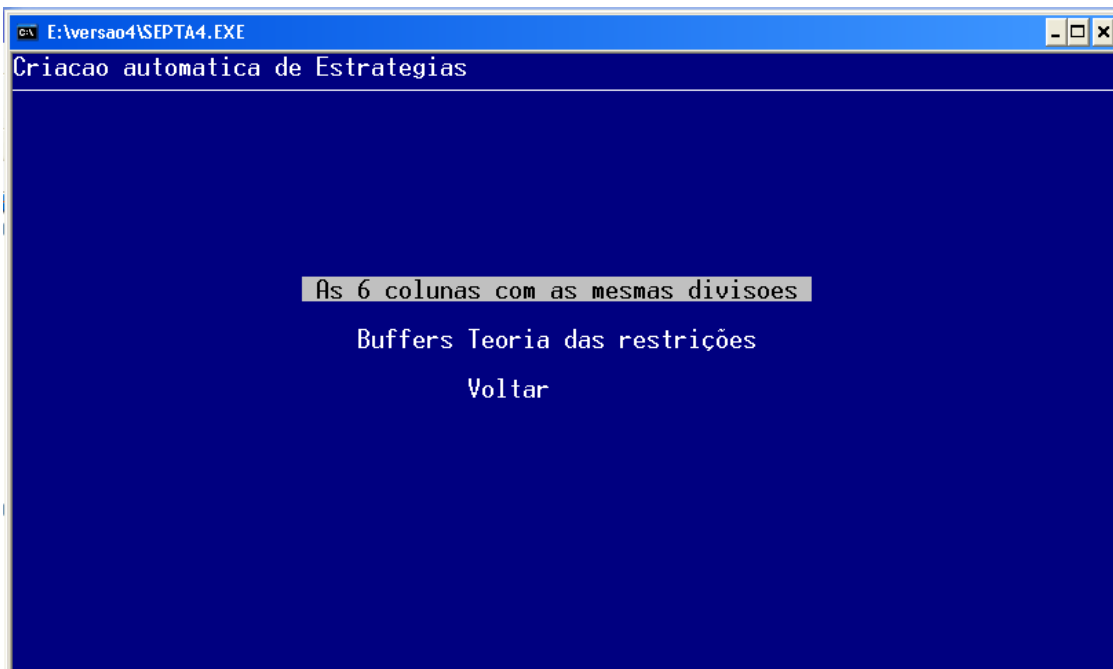 E:\versao4\SEPTA4.EXE
Criacao automatica de Estrategias
As 6 colunas com as mesmas divisoes
Buffers Teoria das restrições
Voltar